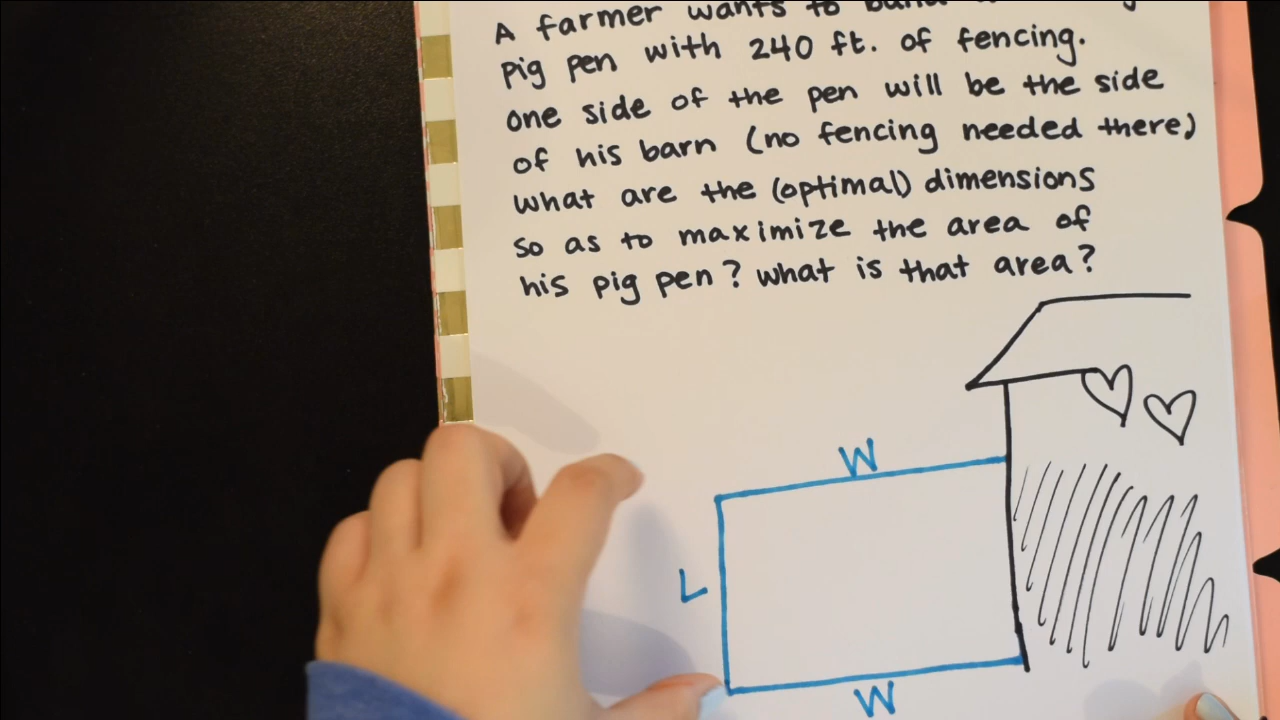 A farmer wants to build
pig pen with 240 ft. of fencing.
one side of the pen will be the side
of his barn (no fencing needed there)
what are the (optimal) dimensions
so as to maximize the area of
his pig pen? what is that area?
W
L
W